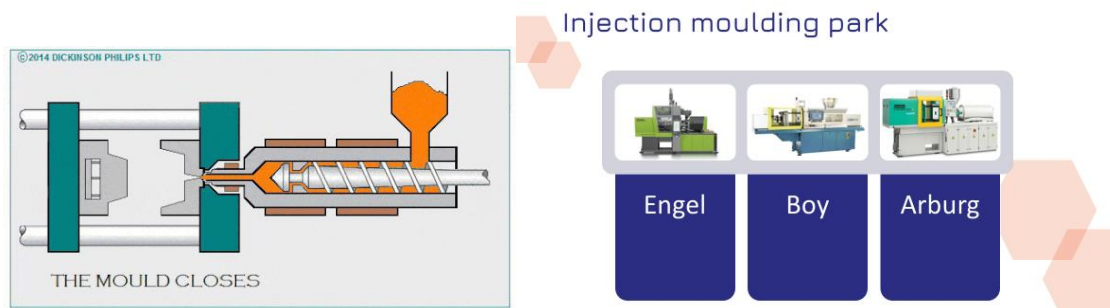 ©2014 DICKINSON PHILIPS LTD
THE MOULD CLOSES
Injection moulding park
Engel
Boy
Arburg